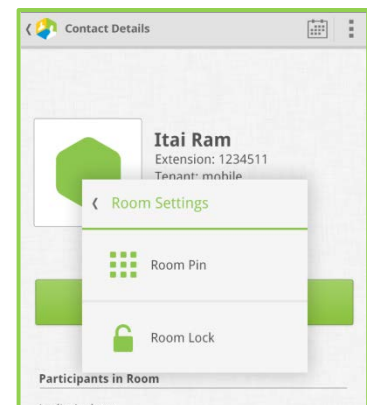 Contact Details
Itai Ram
Extension: 1234511
Tenant: mobile
Room Settings
Room Pin
Room Lock
Participants in Room